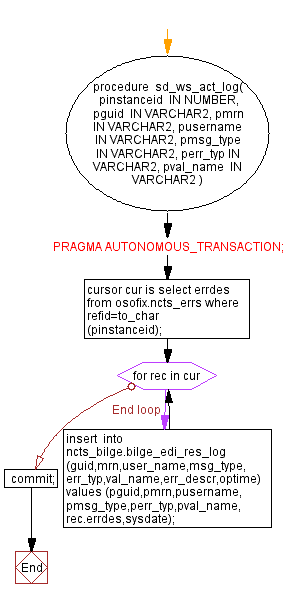 procedure sd_ws_act_log(
pinstanceid IN NUMBER,
pguid IN VARCHAR2, pmrn
IN VARCHAR2, pusername
IN VARCHAR2, pmsg_type
IN VARCHAR2, perr_typ IN
VARCHAR2, pval_name IN
VARCHAR2 )
PRAGMA AUTONOMOUS_TRANSACTION;
cursor cur is select errdes
from osofix.ncts_errs where
refid=to_char
(pinstanceid);
for rec in cur
End loop
insert into
ncts_bilge.bilge_edi_res_log
(guid,mrn,user_name,msg_type,
err_typ,val_name,err_descr,optime)
values (pguid,pmrn,pusername,
pmsg_type,perr_typ,pval_name,
rec.errdes,sysdate);
commit;
End